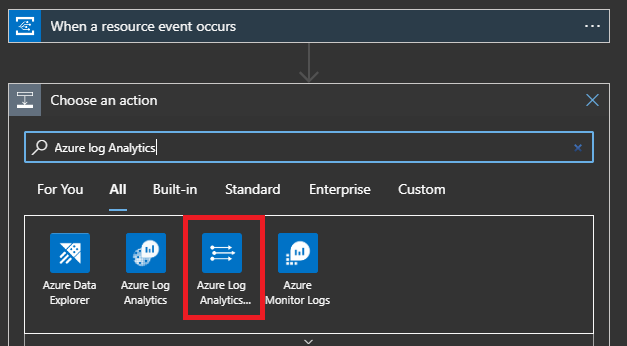 When a resource event occurs
Choose an action
Azure log Analytics
For You All Built-in Standard Enterprise Custom
Azure Data Explorer
Azure Log Analytics
Azure Log Analytics...
Azure Monitor Logs